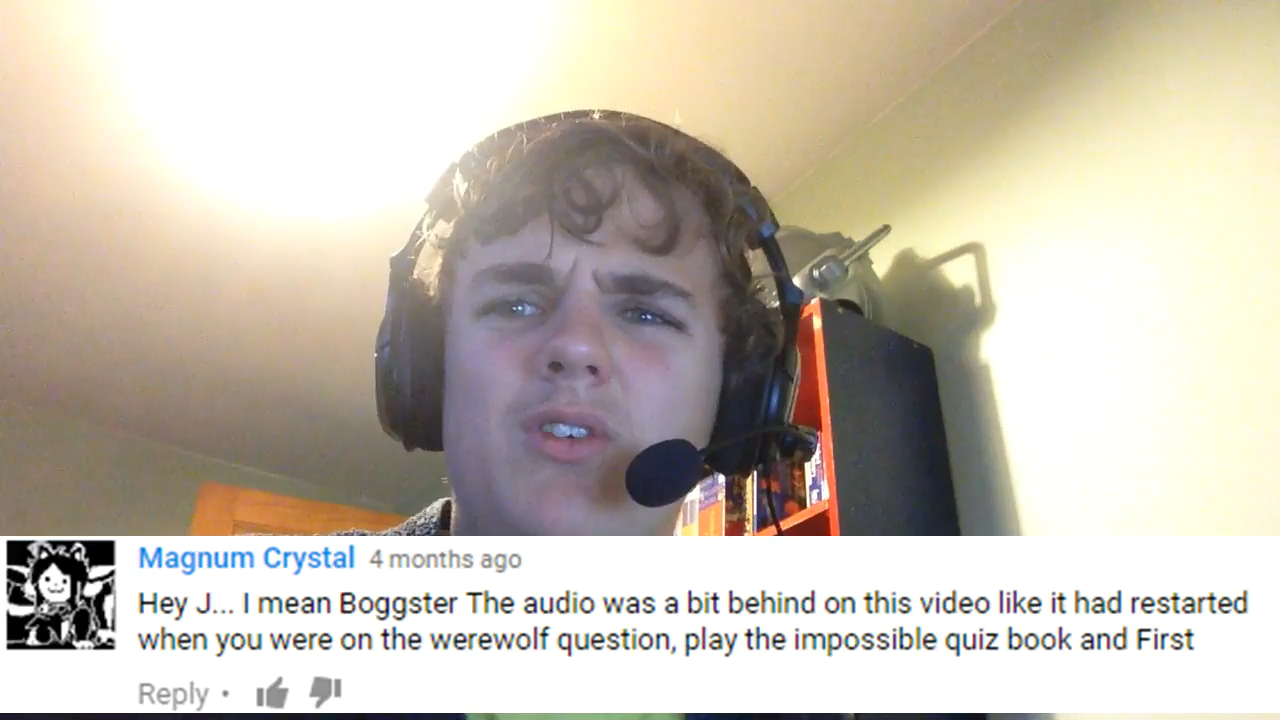 Magnum Crystal 4 months ago
Hey J... I mean Boggster The audio was a bit behind on this video like it had restarted
when you were on the werewolf question, play the impossible quiz book and First
Reply •